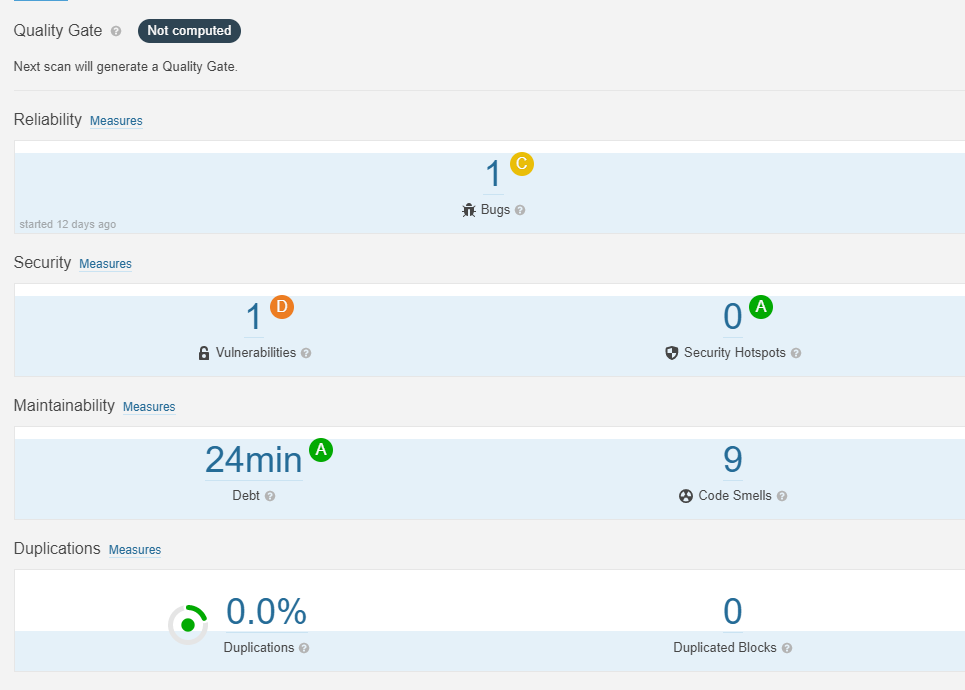 Quality Gate ? Not computed
Next scan will generate a Quality Gate.
Reliability Measures
1 C
Bugs ?
started 12 days ago
Security Measures
1 D 0 A
Vulnerabilities ? Security Hotspots ?
Maintainability Measures
24min A 9
Debt ? Code Smells ?
Duplications Measures
0.0% 0
Duplications ? Duplicated Blocks ?